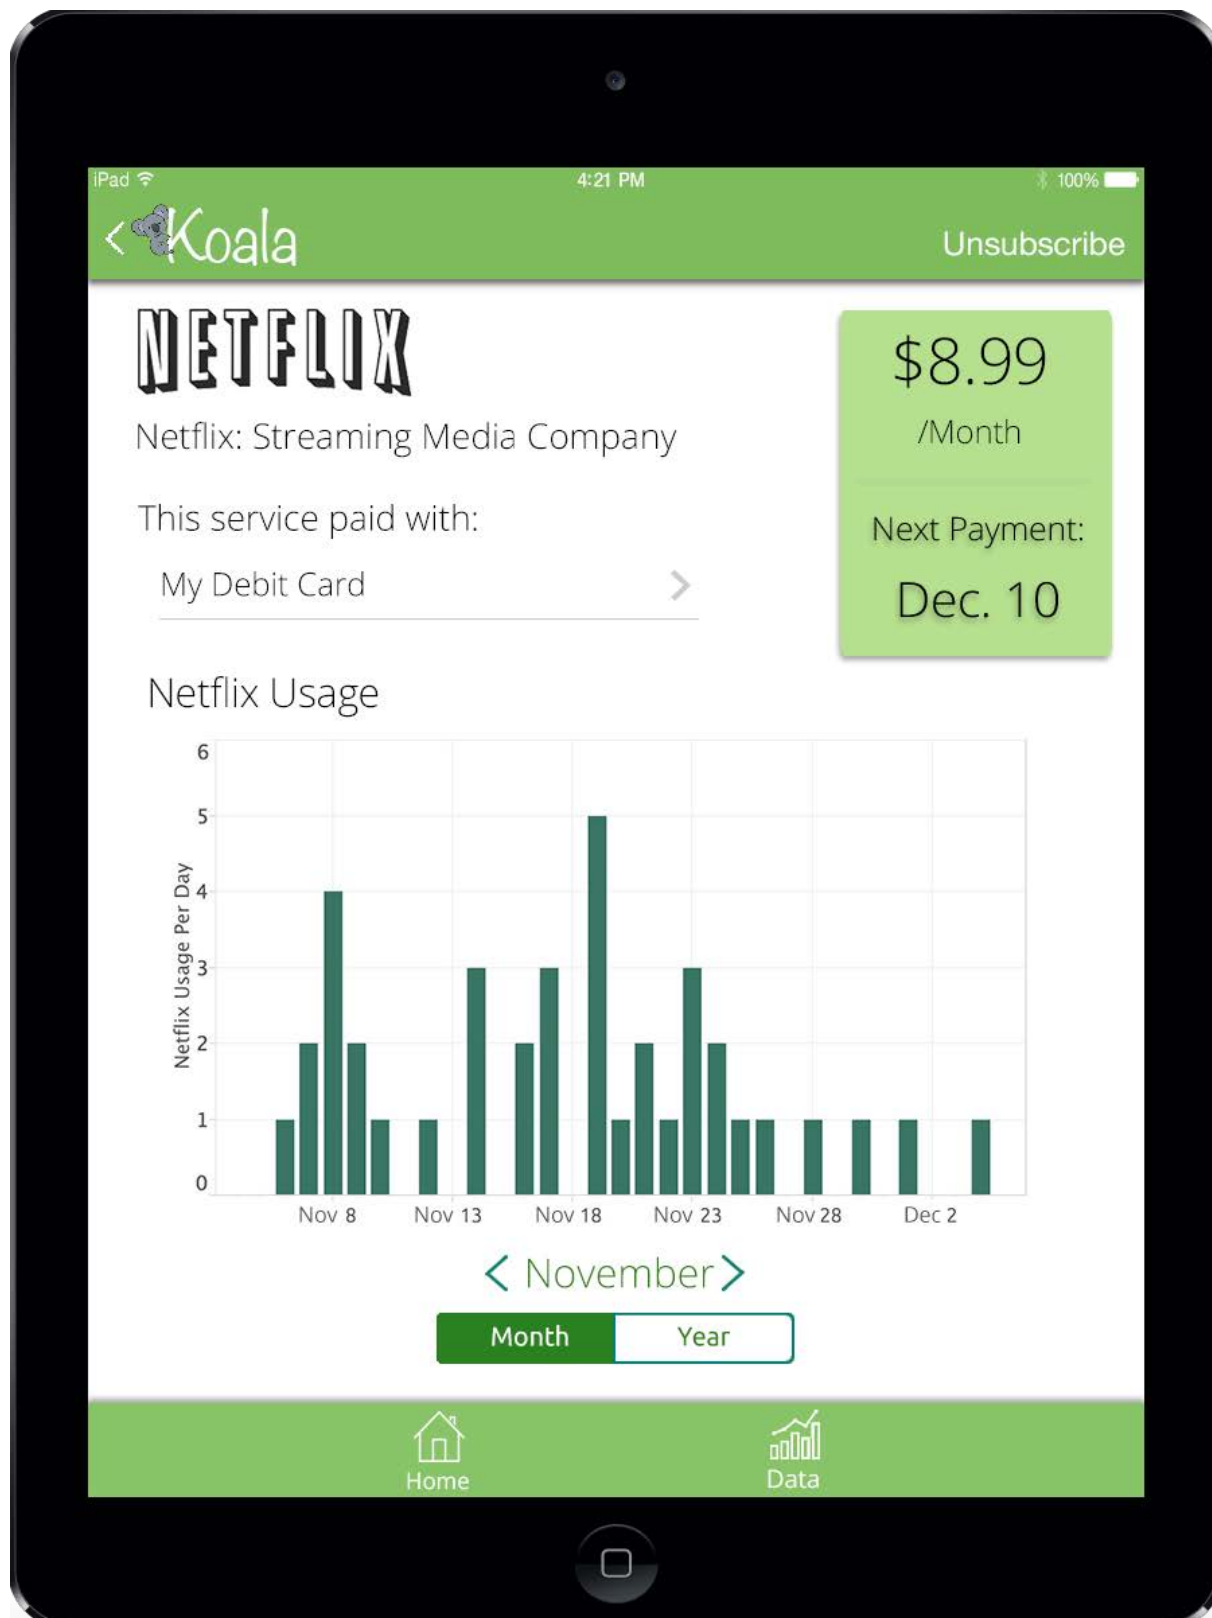 iPad 4:21 PM 100%
Koala Unsubscribe
NETFLIX
Netflix: Streaming Media Company
This service paid with:
My Debit Card
$8.99
/Month
Next Payment:
Dec. 10
Netflix Usage
Netflix Usage Per Day
6
5
4
3
2
1
0
Nov 8 Nov 13 Nov 18 Nov 23 Nov 28 Dec 2
November
Month Year
Home Data